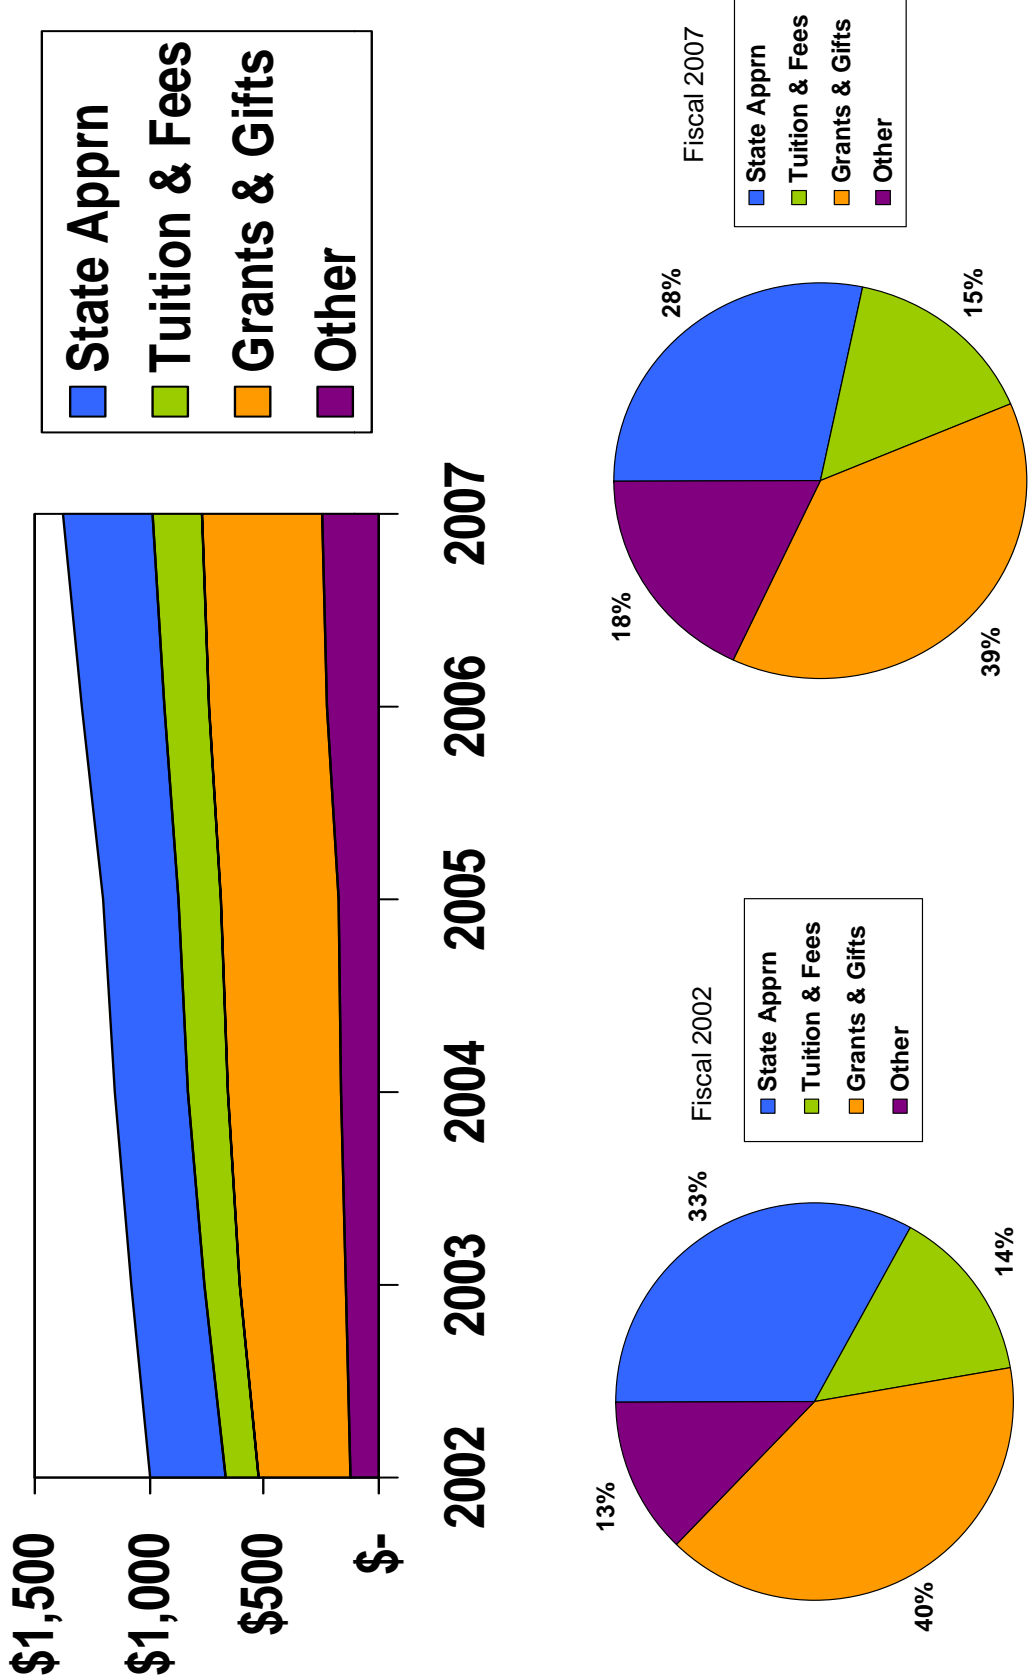 $1,500
$1,000
$500
$-
2002 2003 2004 2005 2006 2007
State Apprn
Tuition & Fees
Grants & Gifts
Other
Fiscal 2002
33%
14%
40%
13%
State Apprn
Tuition & Fees
Grants & Gifts
Other
Fiscal 2007
28%
15%
39%
18%
State Apprn
Tuition & Fees
Grants & Gifts
Other